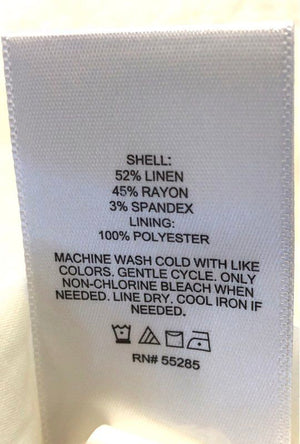 SHELL:
52% LINEN
45% RAYON
3% SPANDEX
LINING:
100% POLYESTER
MACHINE WASH COLD WITH LIKE
COLORS. GENTLE CYCLE. ONLY
NON-CHLORINE BLEACH WHEN
NEEDED. LINE DRY. COOL IRON IF
NEEDED.
RN# 55285